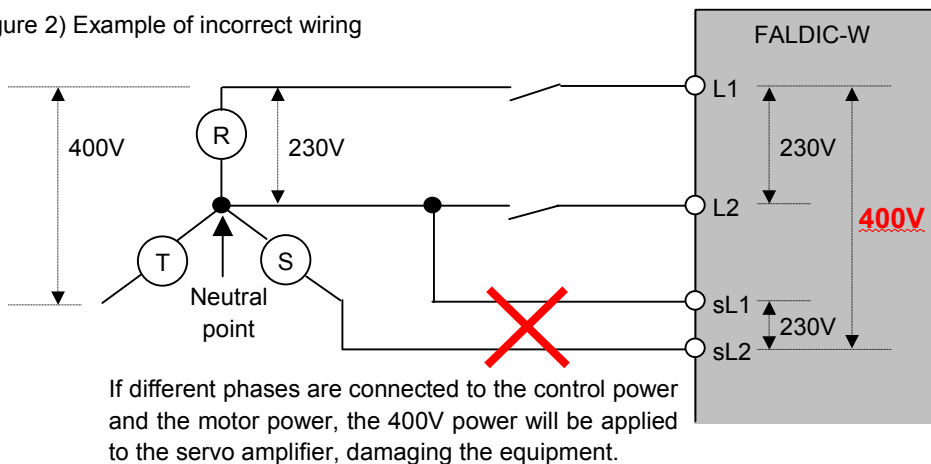 gure 2) Example of incorrect wiring
FALDIC-W
L1
R
400V
230V
230V
L2
400V
T
S
Neutral
point
sL1
230V
sL2
If different phases are connected to the control power
and the motor power, the 400V power will be applied
to the servo amplifier, damaging the equipment.